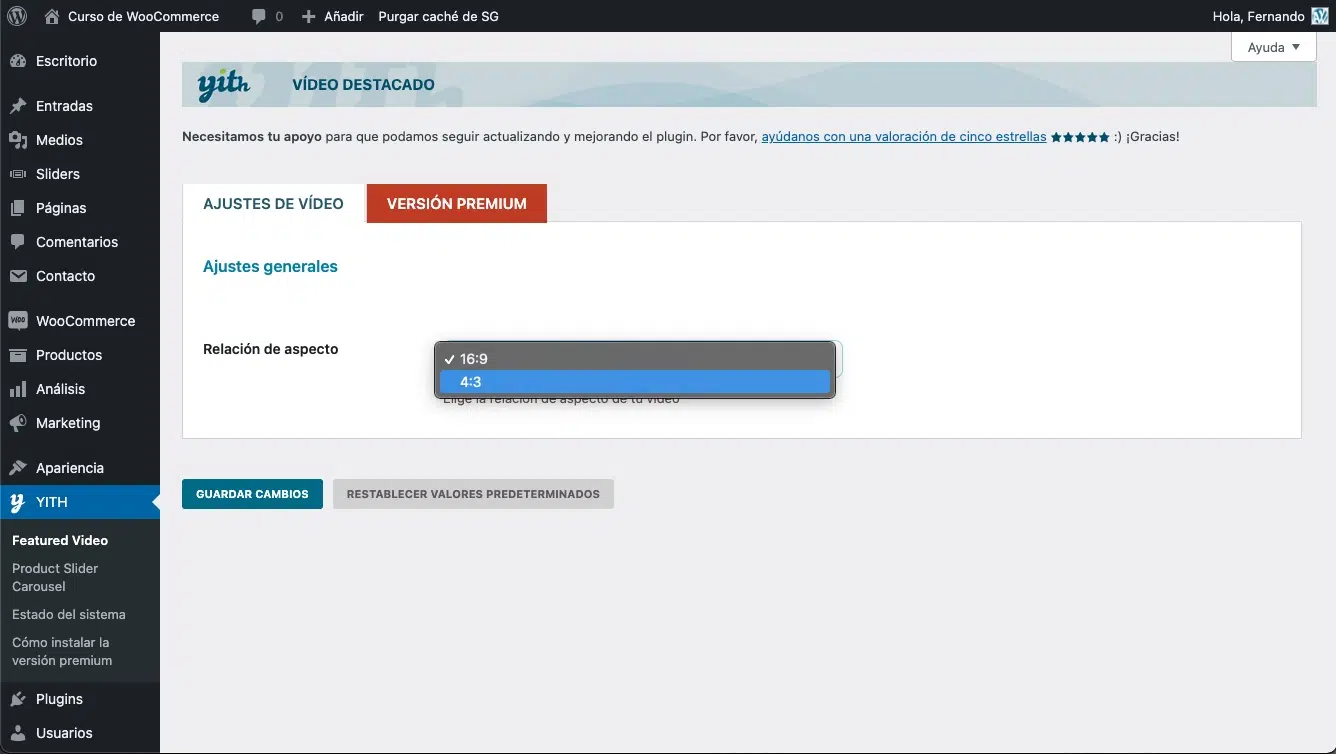 Curso de WooCommerce
0
Añadir
Purgar caché de SG
Hola, Fernando
Ayuda
Escritorio
Entradas
Medios
Sliders
Páginas
Comentarios
Contacto
WooCommerce
Productos
Análisis
Marketing
Apariencia
YITH
Featured Video
Product Slider
Carousel
Estado del sistema
Cómo instalar la
versión premium
Plugins
Usuarios
yith
VÍDEO DESTACADO
Necesitamos tu apoyo para que podamos seguir actualizando y mejorando el plugin. Por favor, ayúdanos con una valoración de cinco estrellas ★★★★★ :) ¡Gracias!
AJUSTES DE VÍDEO
VERSIÓN PREMIUM
Ajustes generales
Relación de aspecto
✓ 16:9
4:3
Elige la relación de aspecto de tu vídeo
GUARDAR CAMBIOS
RESTABLECER VALORES PREDETERMINADOS